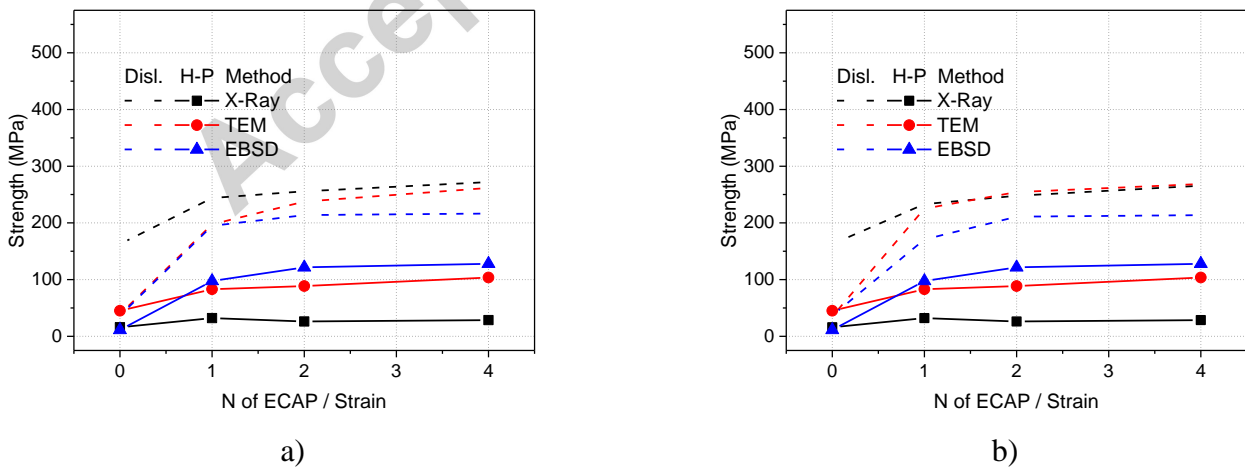 Accep
500
400
300
200
100
0
Strength (MPa)
Disl. H-P Method
X-Ray
TEM
EBSD
0 1 2 3 4
N of ECAP / Strain
a)
500
400
300
200
100
0
Strength (MPa)
Disl. H-P Method
X-Ray
TEM
EBSD
0 1 2 3 4
N of ECAP / Strain
b)